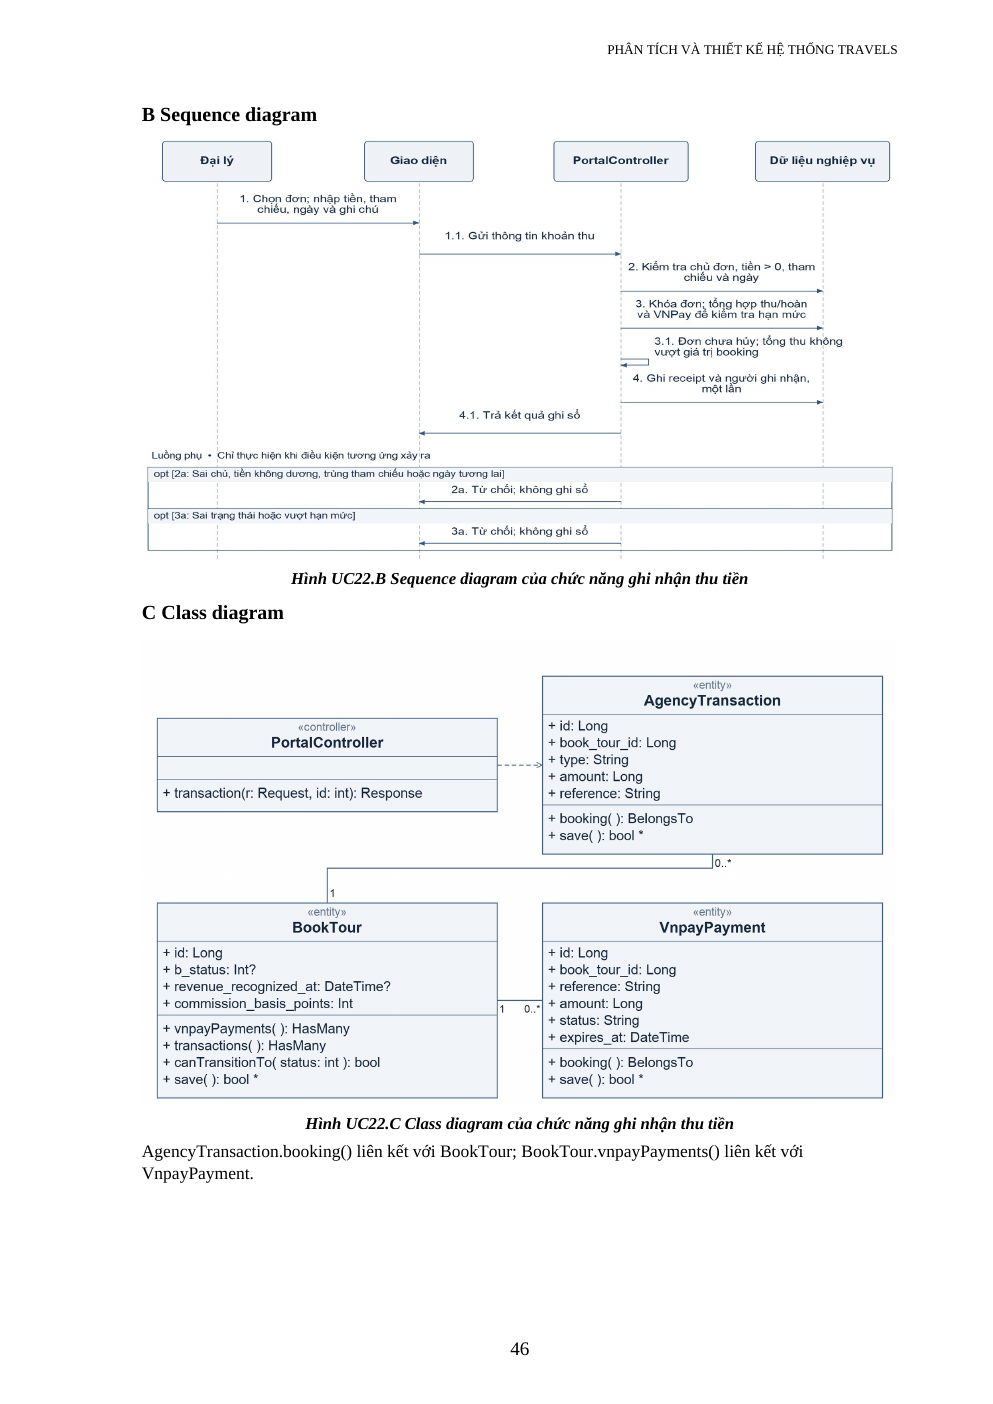 PHÂN TÍCH VÀ THIẾT KẾ HỆ THỐNG TRAVELS
B Sequence diagram
Đại lý
Giao diện
PortalController
Dữ liệu nghiệp vụ
1. Chọn đơn; nhập tiền, tham
chiếu, ngày và ghi chú
1.1. Gửi thông tin khoản thu
2. Kiểm tra chủ đơn, tiền > 0, tham
chiếu và ngày
3. Khóa đơn; tổng hợp thu/hoàn
và VNPay để kiểm tra hạn mức
3.1. Đơn chưa hủy; tổng thu không
vượt giá trị booking
4. Ghi receipt và người ghi nhận,
một lần
4.1. Trả kết quả ghi sổ
Luồng phụ • Chỉ thực hiện khi điều kiện tương ứng xảy ra
opt [2a: Sai chủ, tiền không dương, trùng tham chiếu hoặc ngày tương lai]
2a. Từ chối; không ghi sổ
opt [3a: Sai trạng thái hoặc vượt hạn mức]
3a. Từ chối; không ghi sổ
Hình UC22.B Sequence diagram của chức năng ghi nhận thu tiền
C Class diagram
«controller»
PortalController
+ transaction(r: Request, id: int): Response
«entity»
AgencyTransaction
+ id: Long
+ book_tour_id: Long
+ type: String
+ amount: Long
+ reference: String
+ booking( ): BelongsTo
+ save( ): bool *
0..*
1
«entity»
BookTour
+ id: Long
+ b_status: Int?
+ revenue_recognized_at: DateTime?
+ commission_basis_points: Int
+ vnpayPayments( ): HasMany
+ transactions( ): HasMany
+ canTransitionTo( status: int ): bool
+ save( ): bool *
1
0..*
«entity»
VnpayPayment
+ id: Long
+ book_tour_id: Long
+ reference: String
+ amount: Long
+ status: String
+ expires_at: DateTime
+ booking( ): BelongsTo
+ save( ): bool *
Hình UC22.C Class diagram của chức năng ghi nhận thu tiền
AgencyTransaction.booking() liên kết với BookTour; BookTour.vnpayPayments() liên kết với
VnpayPayment.
46